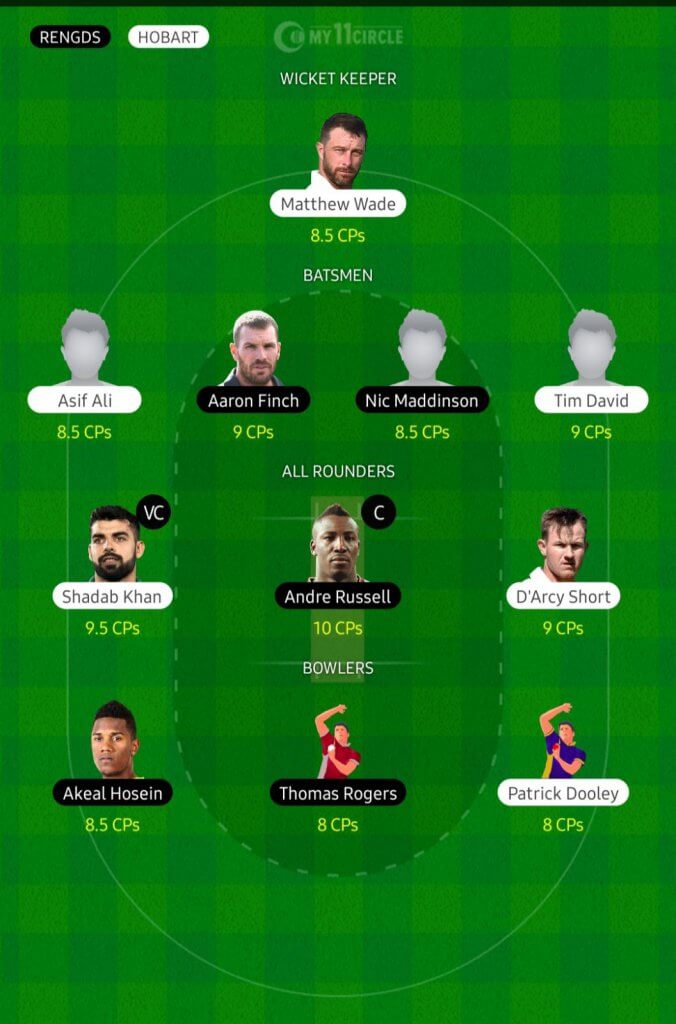 RENGDS HOBART MY11CIRCLE
WICKET KEEPER
Matthew Wade
8.5 CPs
BATSMEN
Asif Ali Aaron Finch Nic Maddinson Tim David
8.5 CPs 9 CPs 8.5 CPs 9 CPs
ALL ROUNDERS
VC C
Shadab Khan Andre Russell D'Arcy Short
9.5 CPs 10 CPs 9 CPs
BOWLERS
Akeal Hosein Thomas Rogers Patrick Dooley
8.5 CPs 8 CPs 8 CPs